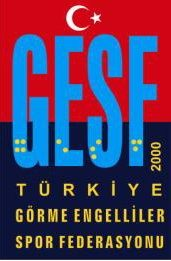 GESF
2000
TÜRKİYE
GÖRME ENGELLİLER
SPOR FEDERASYONU